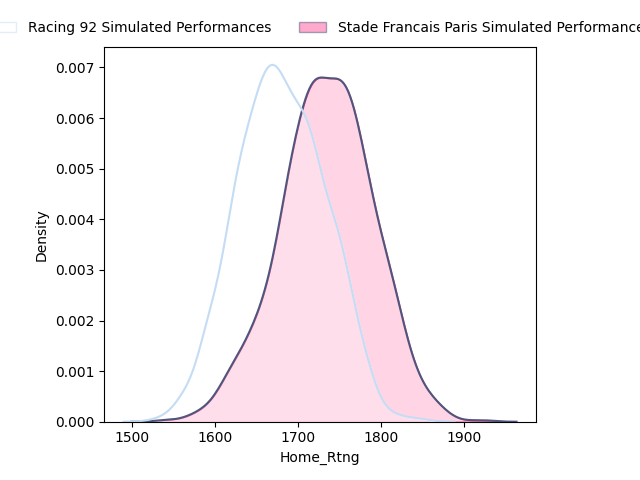 Racing 92 Simulated Performances
Stade Francais Paris Simulated Performance
0.007
0.006
0.005
0.004
0.003
0.002
0.001
0.000
Density
1500 1600 1700 1800 1900
Home_Rtng